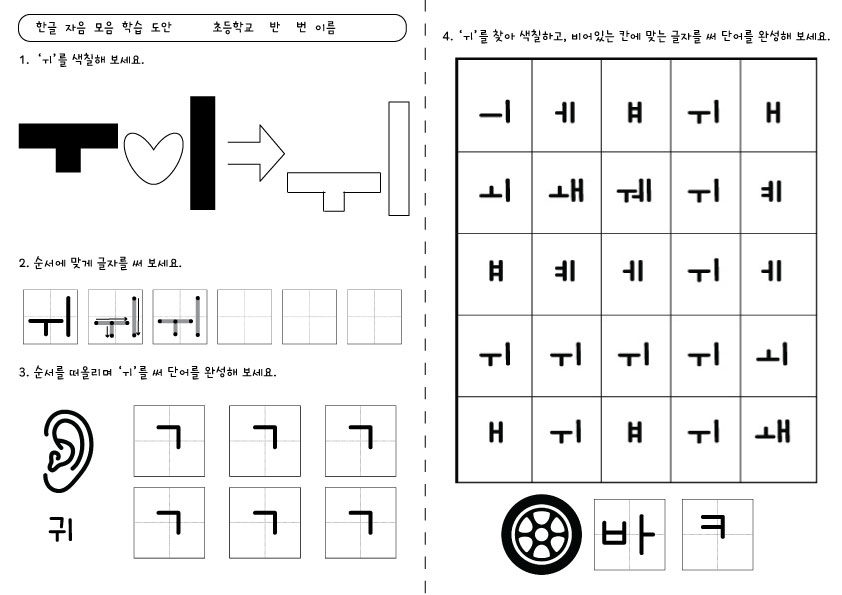 한글 자음 모음 학습 도안 초등학교 반 번 이름
1. ‘ㅟ’를 색칠해 보세요.
ㅜ ㅣ ㅟ
2. 순서에 맞게 글자를 써 보세요.
ㅟ ㅟ ㅟ
3. 순서를 떠올리며 ‘ㅟ’를 써 단어를 완성해 보세요.
ㄱ ㄱ ㄱ
귀 ㄱ ㄱ ㄱ
4. ‘ㅟ’를 찾아 색칠하고, 비어있는 칸에 맞는 글자를 써 단어를 완성해 보세요.
ㅢ ㅔ ㅒ ㅟ ㅐ
ㅚ ㅙ ㅞ ㅟ ㅖ
ㅒ ㅖ ㅔ ㅟ ㅔ
ㅟ ㅟ ㅟ ㅟ ㅚ
ㅐ ㅟ ㅒ ㅟ ㅙ
바 ㅋ